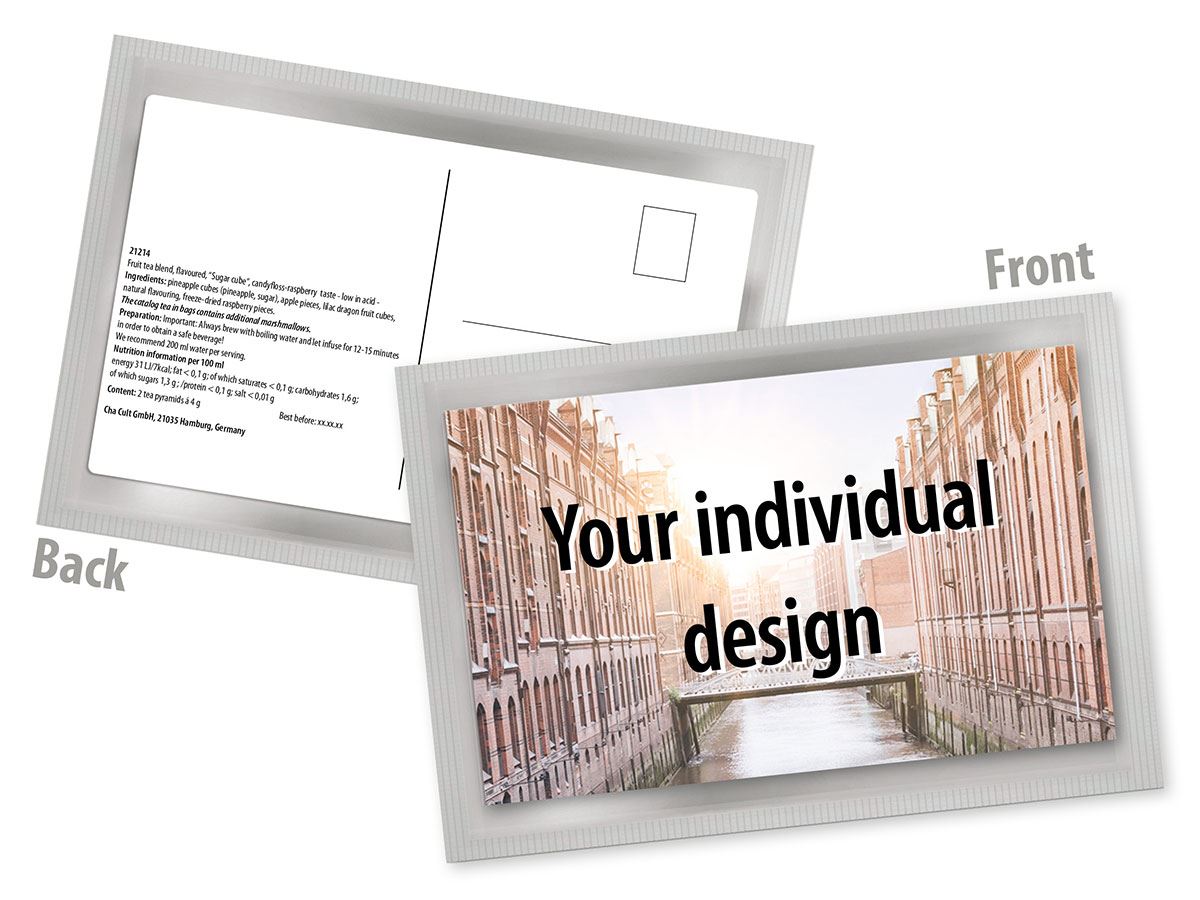 21214
Fruit tea blend, flavoured, "Sugar cube", candyfloss-raspberry taste - low in acid -
Ingredients: pineapple cubes (pineapple, sugar), apple pieces, lilac dragon fruit cubes,
natural flavouring, freeze-dried raspberry pieces.
The catalog tea in bags contains additional marshmallows.
Preparation: Important: Always brew with boiling water and let infuse for 12-15 minutes
in order to obtain a safe beverage!
We recommend 200 ml water per serving.
Nutrition information per 100 ml
energy 31 LJ/7kcal; fat < 0,1 g; of which saturates < 0,1 g; carbohydrates 1,6 g;
of which sugars 1,3 g ; /protein < 0,1 g; salt < 0,01 g
Content: 2 tea pyramids á 4 g
Best before: xx.xx.xx
Cha Cult GmbH, 21035 Hamburg, Germany
Back
Front
Your individual
design